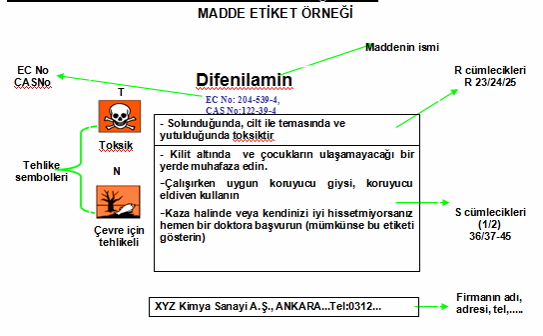 MADDE ETİKET ÖRNEĞİ
Maddenin ismi
EC No
CASNo
Difenilamin
R cümlecikleri
R 23/24/25
EC No: 204-539-4,
CAS No:122-39-4
T
Toksik
- Solunduğunda, cilt ile temasında ve
yutulduğunda toksiktir
Tehlike
sembolleri
N
Çevre için
tehlikeli
- Kilit altında ve çocukların ulaşamayacağı bir
yerde muhafaza edin.
-Çalışırken uygun koruyucu giysi, koruyucu
eldiven kullanın
-Kaza halinde veya kendinizi iyi hissetmiyorsanız
hemen bir doktora başvurun (mümkünse bu etiketi
gösterin)
S cümlecikleri
(1/2)
36/37-45
XYZ Kimya Sanayi A.Ş., ANKARA...Tel:0312...
Firmanın adı,
adresi, tel,.....